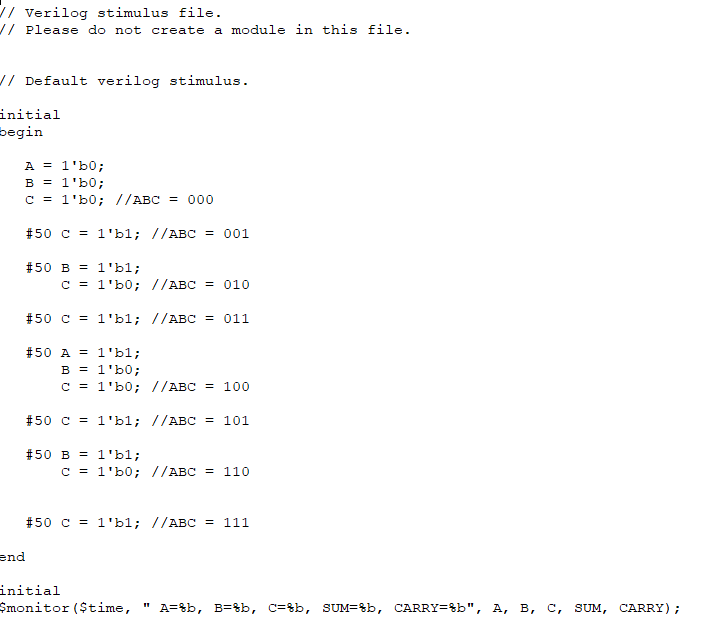 // Verilog stimulus file.
// Please do not create a module in this file.
// Default verilog stimulus.
initial
begin
A = 1'b0;
B = 1'b0;
C = 1'b0; //ABC = 000
#50 C = 1'b1; //ABC = 001
#50 B = 1'b1;
C = 1'b0; //ABC = 010
#50 C = 1'b1; //ABC = 011
#50 A = 1'b1;
B = 1'b0;
C = 1'b0; //ABC = 100
#50 C = 1'b1; //ABC = 101
#50 B = 1'b1;
C = 1'b0; //ABC = 110
#50 C = 1'b1; //ABC = 111
end
initial
$monitor($time, " A=%b, B=%b, C=%b, SUM=%b, CARRY=%b", A, B, C, SUM, CARRY);